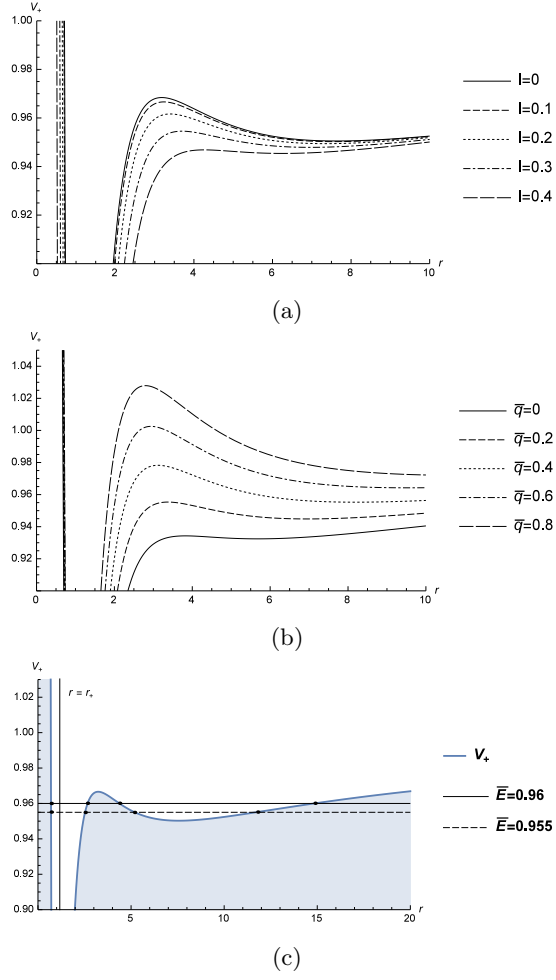 V₊
1.00
0.98
0.96
0.94
0.92
0 2 4 6 8 10
r
l=0
l=0.1
l=0.2
l=0.3
l=0.4
(a)
V₊
1.04
1.02
1.00
0.98
0.96
0.94
0.92
0 2 4 6 8 10
r
q̅=0
q̅=0.2
q̅=0.4
q̅=0.6
q̅=0.8
(b)
V₊
r = r₊
1.02
1.00
0.98
0.96
0.94
0.92
0.90
5 10 15 20
r
V₊
E̅=0.96
E̅=0.955
(c)